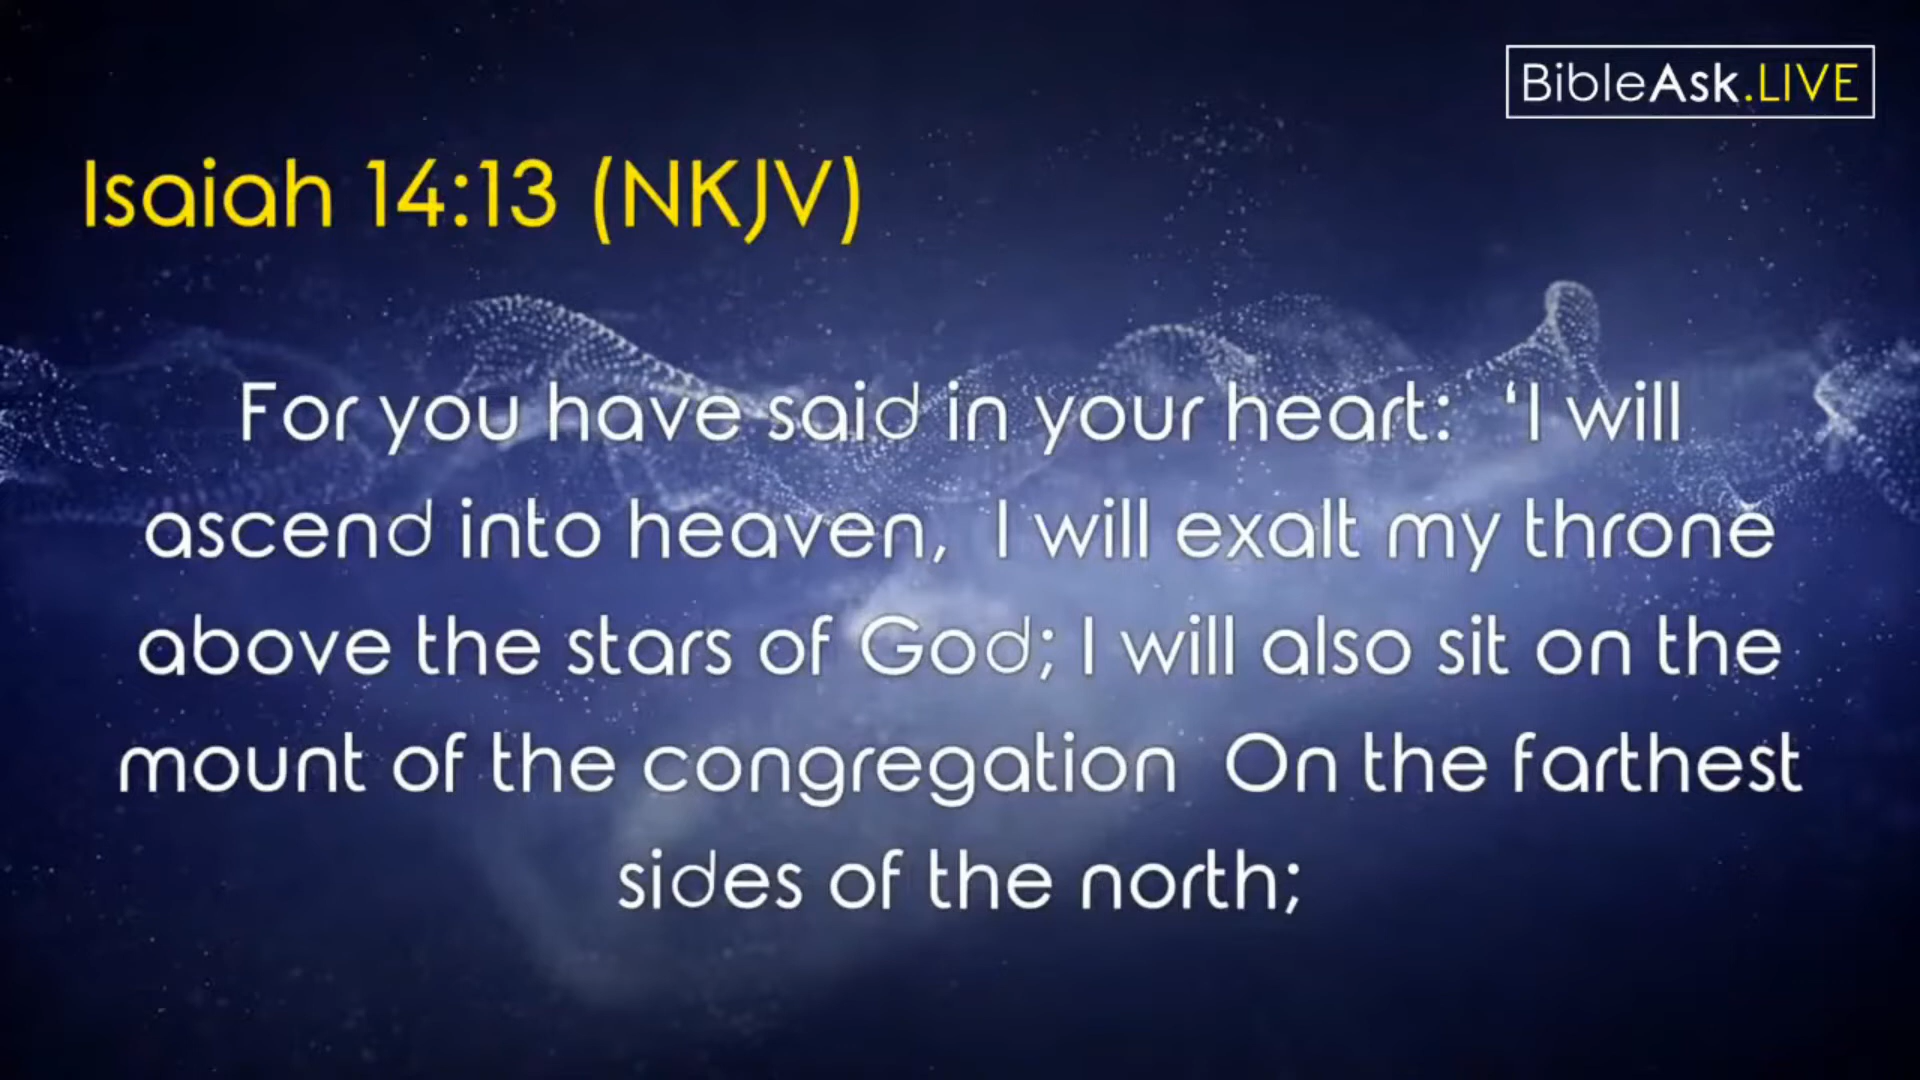 BibleAsk.LIVE
Isaiah 14:13 (NKJV)
For you have said in your heart: ‘I will
ascend into heaven, I will exalt my throne
above the stars of God; I will also sit on the
mount of the congregation On the farthest
sides of the north;